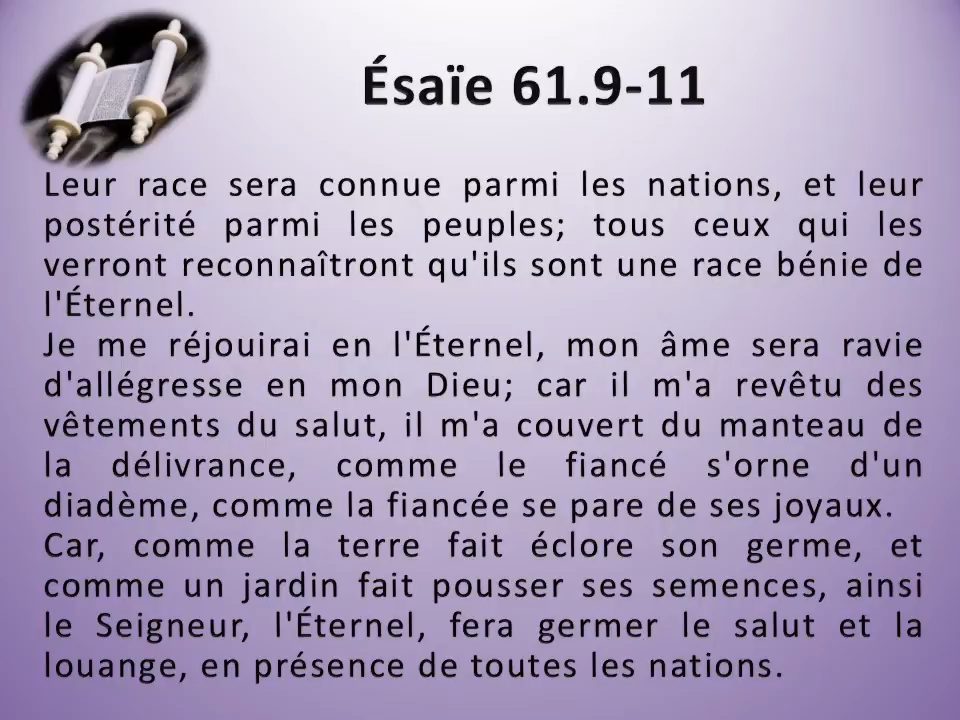 Ésaïe 61.9-11
Leur race sera connue parmi les nations, et leur
postérité parmi les peuples; tous ceux qui les
verront reconnaîtront qu'ils sont une race bénie de
l'Éternel.
Je me réjouirai en l'Éternel, mon âme sera ravie
d'allégresse en mon Dieu; car il m'a revêtu des
vêtements du salut, il m'a couvert du manteau de
la délivrance, comme le fiancé s'orne d'un
diadème, comme la fiancée se pare de ses joyaux.
Car, comme la terre fait éclore son germe, et
comme un jardin fait pousser ses semences, ainsi
le Seigneur, l'Éternel, fera germer le salut et la
louange, en présence de toutes les nations.